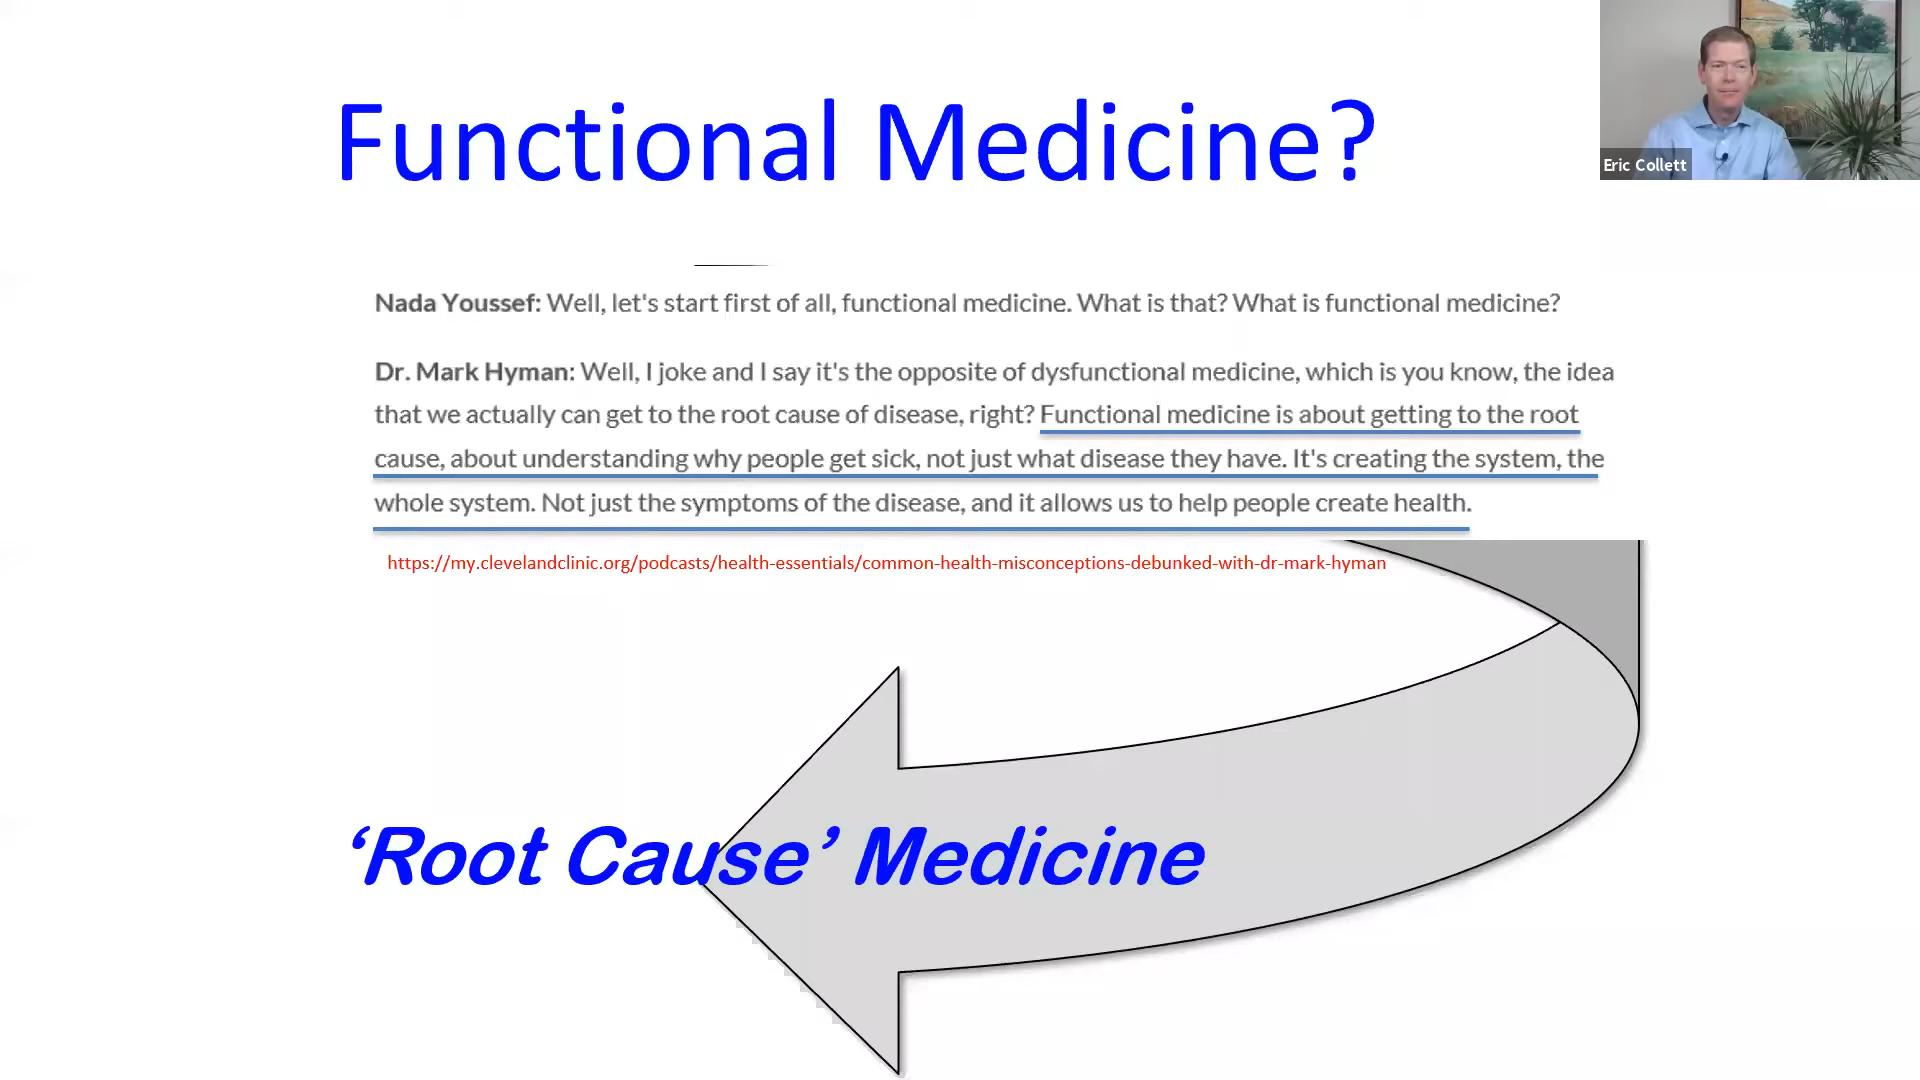 Functional Medicine?
Eric Collett
Nada Youssef: Well, let's start first of all, functional medicine. What is that? What is functional medicine?
Dr. Mark Hyman: Well, I joke and I say it's the opposite of dysfunctional medicine, which is you know, the idea
that we actually can get to the root cause of disease, right? Functional medicine is about getting to the root
cause, about understanding why people get sick, not just what disease they have. It's creating the system, the
whole system. Not just the symptoms of the disease, and it allows us to help people create health.
https://my.clevelandclinic.org/podcasts/health-essentials/common-health-misconceptions-debunked-with-dr-mark-hyman
‘Root Cause’ Medicine